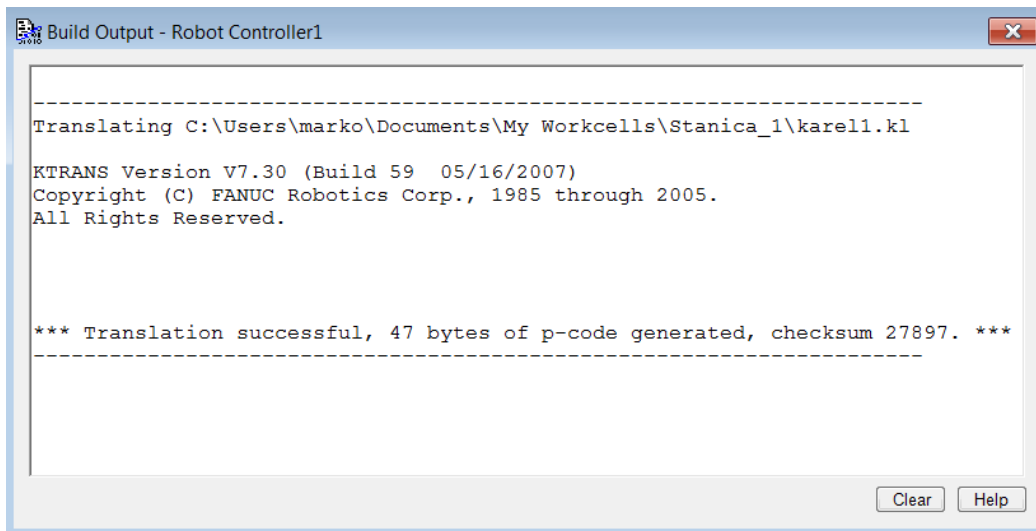 Build Output - Robot Controller1
----------------------------------------------------------------------
Translating C:\Users\marko\Documents\My Workcells\Stanica_1\karel1.kl
KTRANS Version V7.30 (Build 59  05/16/2007)
Copyright (C) FANUC Robotics Corp., 1985 through 2005.
All Rights Reserved.
*** Translation successful, 47 bytes of p-code generated, checksum 27897. ***
----------------------------------------------------------------------
Clear Help